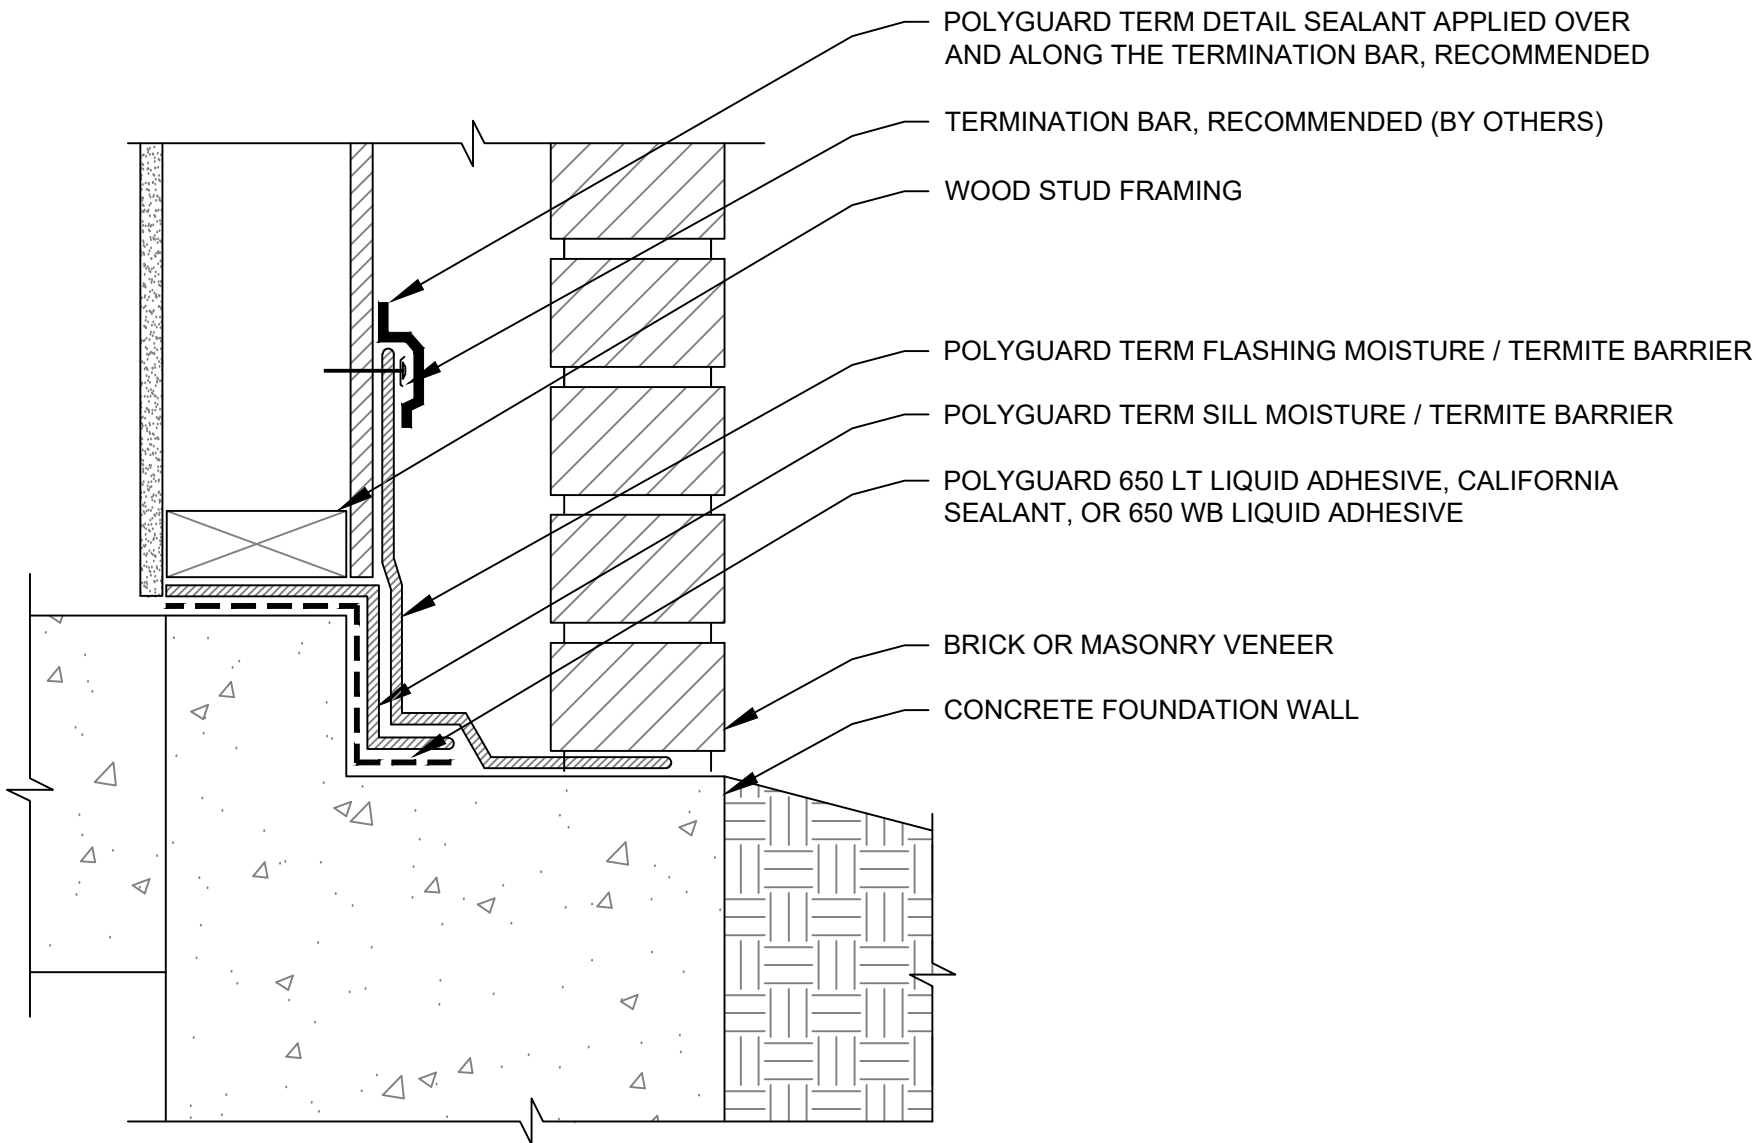 POLYGUARD TERM DETAIL SEALANT APPLIED OVER
AND ALONG THE TERMINATION BAR, RECOMMENDED
TERMINATION BAR, RECOMMENDED (BY OTHERS)
WOOD STUD FRAMING
POLYGUARD TERM FLASHING MOISTURE / TERMITE BARRIER
POLYGUARD TERM SILL MOISTURE / TERMITE BARRIER
POLYGUARD 650 LT LIQUID ADHESIVE, CALIFORNIA
SEALANT, OR 650 WB LIQUID ADHESIVE
BRICK OR MASONRY VENEER
CONCRETE FOUNDATION WALL